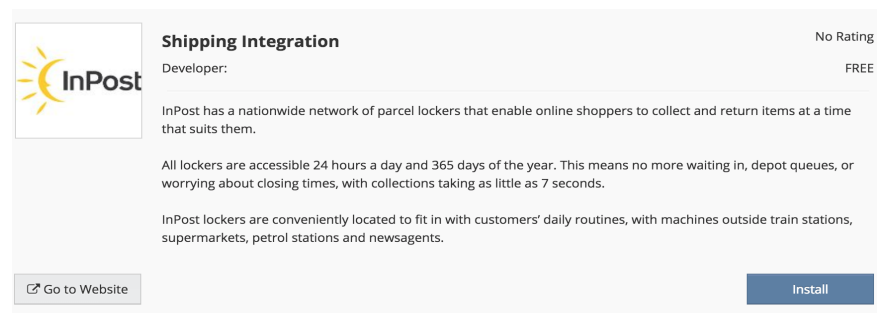 InPost
Shipping Integration
No Rating
Developer:
FREE
InPost has a nationwide network of parcel lockers that enable online shoppers to collect and return items at a time
that suits them.
All lockers are accessible 24 hours a day and 365 days of the year. This means no more waiting in, depot queues, or
worrying about closing times, with collections taking as little as 7 seconds.
InPost lockers are conveniently located to fit in with customers’ daily routines, with machines outside train stations,
supermarkets, petrol stations and newsagents.
Go to Website
Install